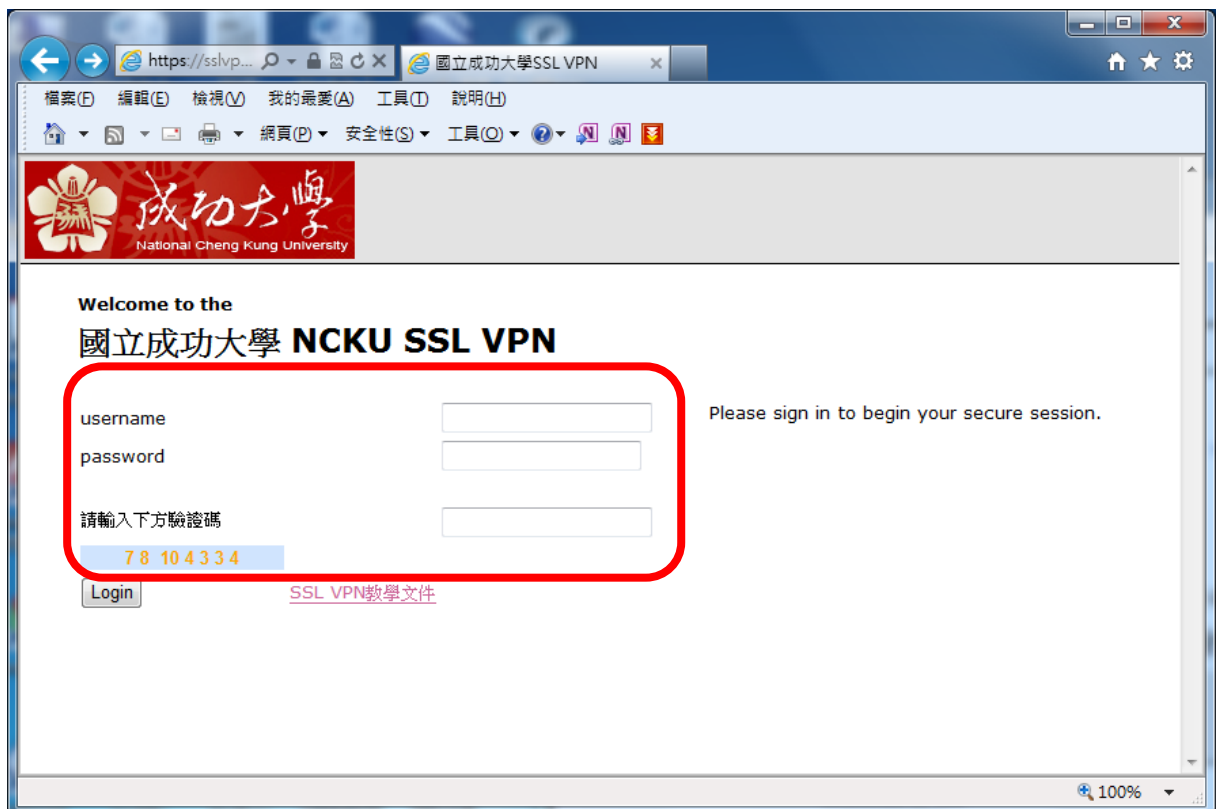 https://sslvp...
國立成功大學SSL VPN
檔案(F) 編輯(E) 檢視(V) 我的最愛(A) 工具(T) 說明(H)
網頁(P) 安全性(S) 工具(O)
成功大學
National Cheng Kung University
Welcome to the
國立成功大學 NCKU SSL VPN
username
Please sign in to begin your secure session.
password
請輸入下方驗證碼
7 8 10 4 3 3 4
Login
SSL VPN教學文件
100%